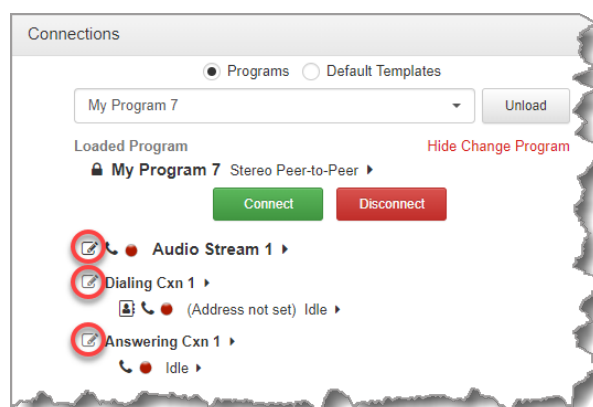 Connections
Programs Default Templates
My Program 7 Unload
Loaded Program Hide Change Program
My Program 7 Stereo Peer-to-Peer
Connect Disconnect
Audio Stream 1
Dialing Cxn 1
(Address not set) Idle
Answering Cxn 1
Idle